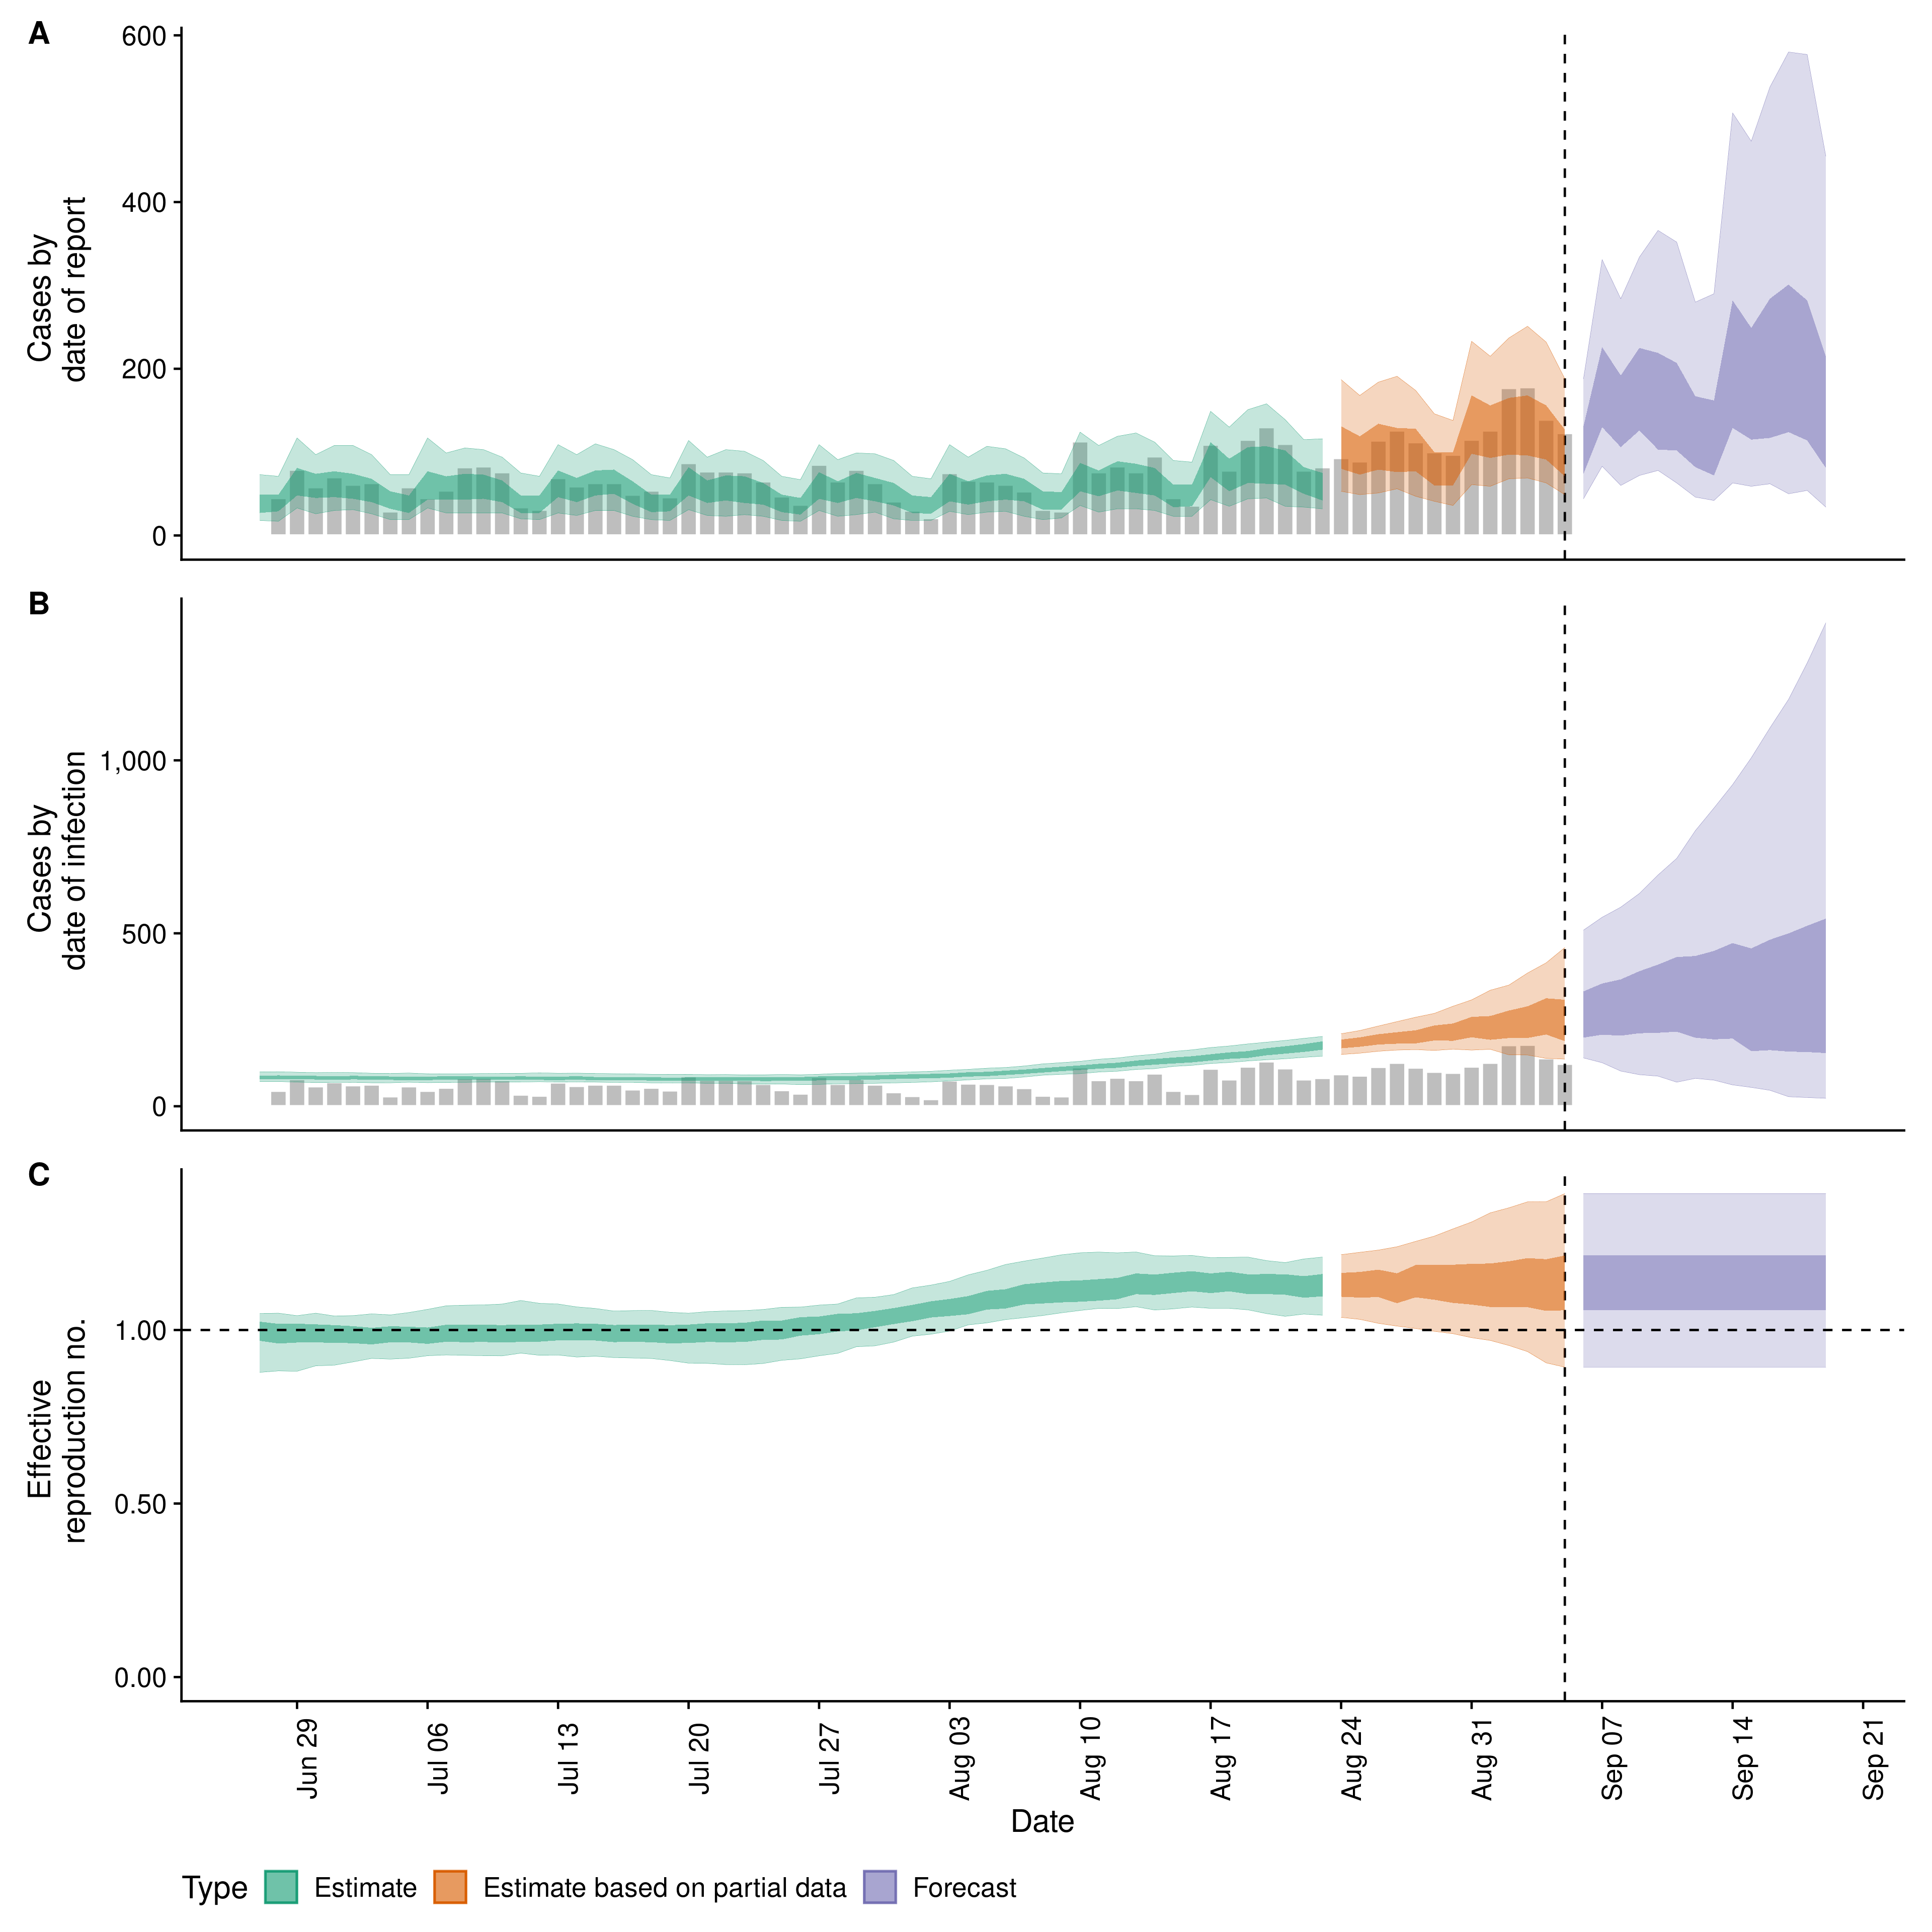 A
600
400
200
0
Cases by
date of report
B
1,000
500
0
Cases by
date of infection
C
1.00
0.50
0.00
Effective
reproduction no.
Jun 29
Jul 06
Jul 13
Jul 20
Jul 27
Aug 03
Aug 10
Aug 17
Aug 24
Aug 31
Sep 07
Sep 14
Sep 21
Date
Type Estimate Estimate based on partial data Forecast